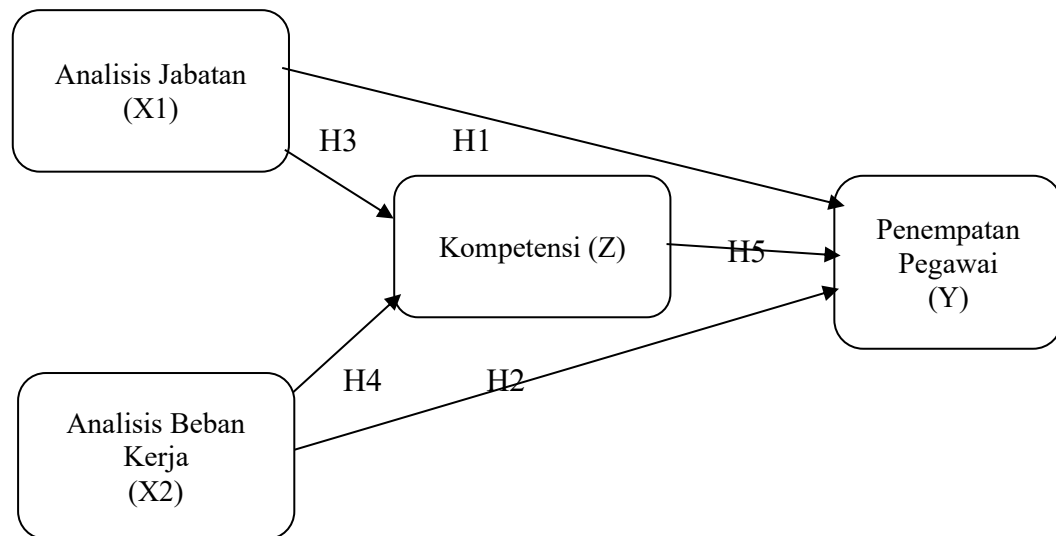 Analisis Jabatan
(X1)
H3
H1
Kompetensi (Z)
H5
Penempatan
Pegawai
(Y)
H4
H2
Analisis Beban
Kerja
(X2)